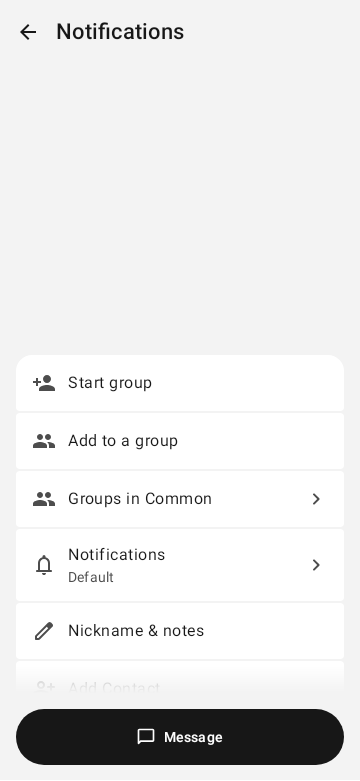 Notifications
Start group
Add to a group
Groups in Common
Notifications
Default
Nickname & notes
Add Contact
Message